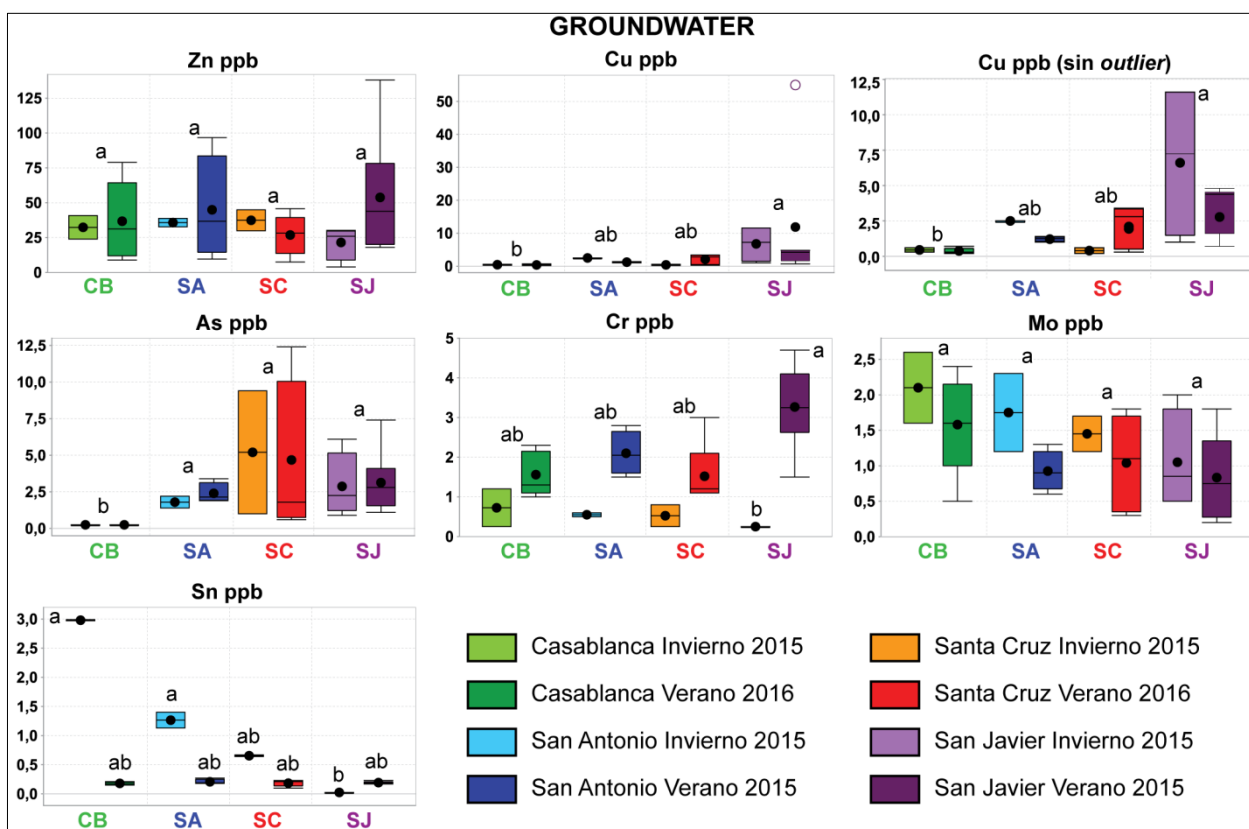 GROUNDWATER
Zn ppb
125
100
75
50
25
0
a
a
a
a
CB SA SC SJ
Cu ppb
50
40
30
20
10
0
b
ab
ab
a
CB SA SC SJ
Cu ppb (sin outlier)
12,5
10,0
7,5
5,0
2,5
0,0
b
ab
ab
a
CB SA SC SJ
As ppb
12,5
10,0
7,5
5,0
2,5
0,0
b
a
a
a
CB SA SC SJ
Cr ppb
5
4
3
2
1
0
ab
ab
ab
b
a
CB SA SC SJ
Mo ppb
2,5
2,0
1,5
1,0
0,5
0,0
a
a
a
a
CB SA SC SJ
Sn ppb
3,0
2,5
2,0
1,5
1,0
0,5
0,0
a
ab
a
ab
ab
ab
b
ab
CB SA SC SJ
Casablanca Invierno 2015
Casablanca Verano 2016
San Antonio Invierno 2015
San Antonio Verano 2015
Santa Cruz Invierno 2015
Santa Cruz Verano 2016
San Javier Invierno 2015
San Javier Verano 2015